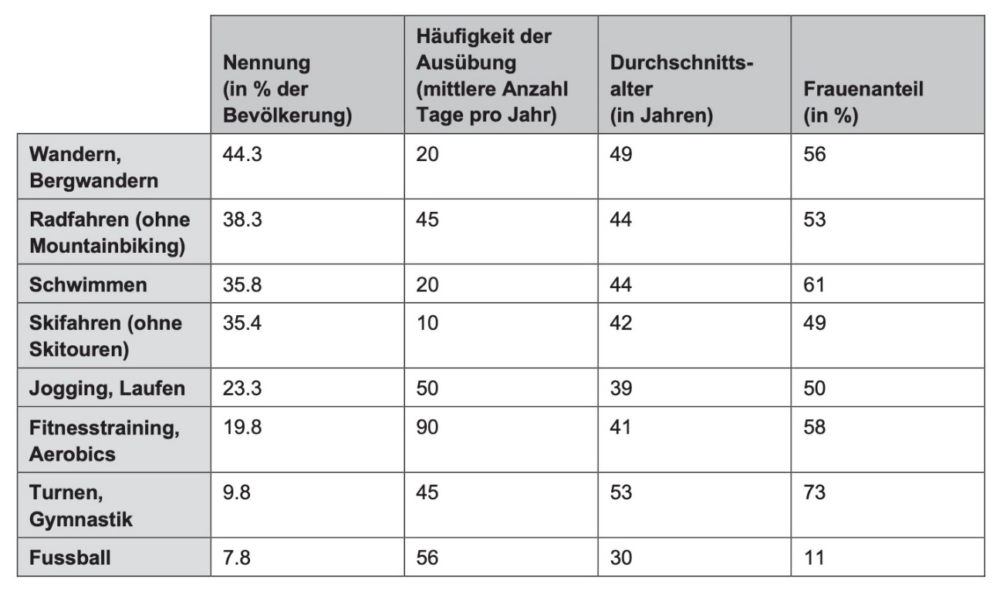 Nennung (in % der Bevölkerung)
Häufigkeit der Ausübung (mittlere Anzahl Tage pro Jahr)
Durchschnitts-alter (in Jahren)
Frauenanteil (in %)
Wandern, Bergwandern 44.3 20 49 56
Radfahren (ohne Mountainbiking) 38.3 45 44 53
Schwimmen 35.8 20 44 61
Skifahren (ohne Skitouren) 35.4 10 42 49
Jogging, Laufen 23.3 50 39 50
Fitnesstraining, Aerobics 19.8 90 41 58
Turnen, Gymnastik 9.8 45 53 73
Fussball 7.8 56 30 11